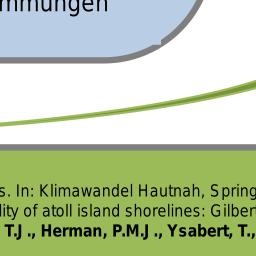 mmungen
s. In: Klimawandel Hautnah, Spring
lity of atoll island shorelines: Gilbert
T.J., Herman, P.M.J., Ysabert, T.,